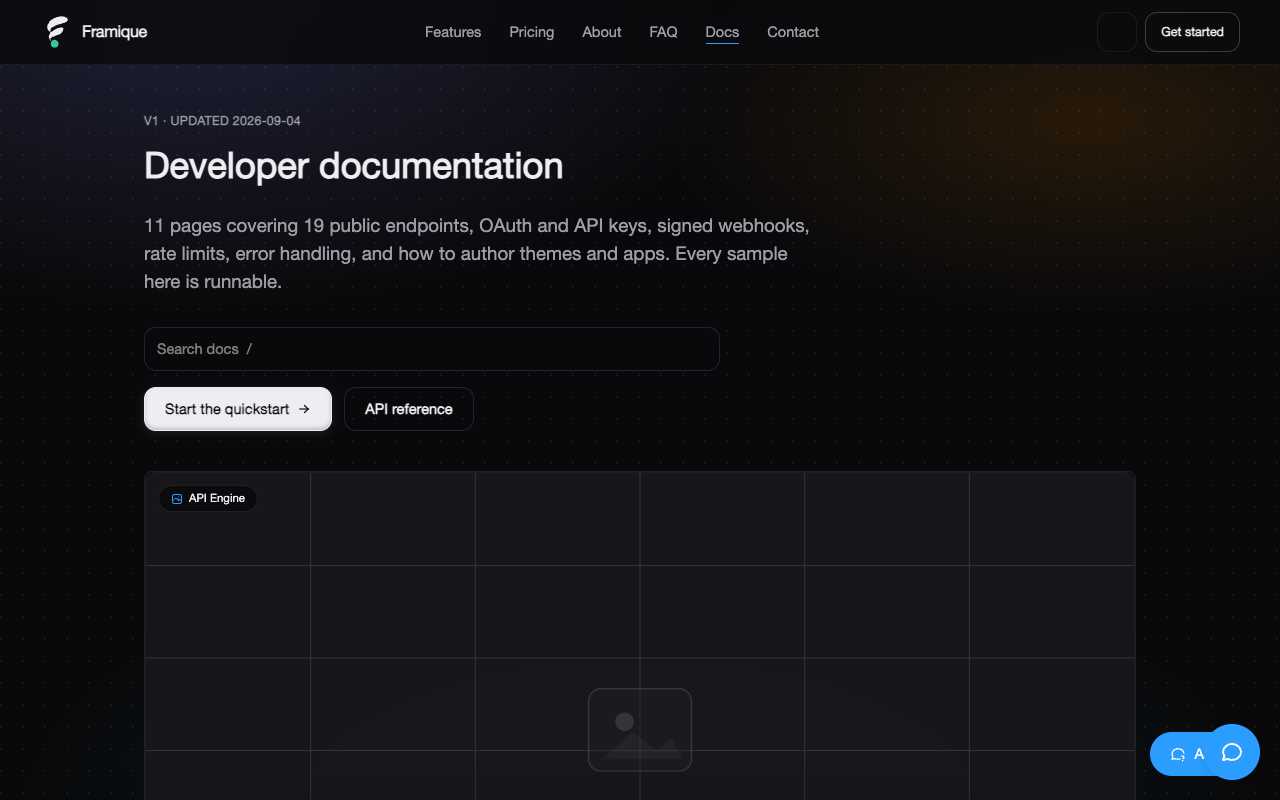 Framique
Features
Pricing
About
FAQ
Docs
Contact
Get started
V1 · UPDATED 2026-09-04
Developer documentation
11 pages covering 19 public endpoints, OAuth and API keys, signed webhooks,
rate limits, error handling, and how to author themes and apps. Every sample
here is runnable.
Search docs /
Start the quickstart →
API reference
API Engine
A